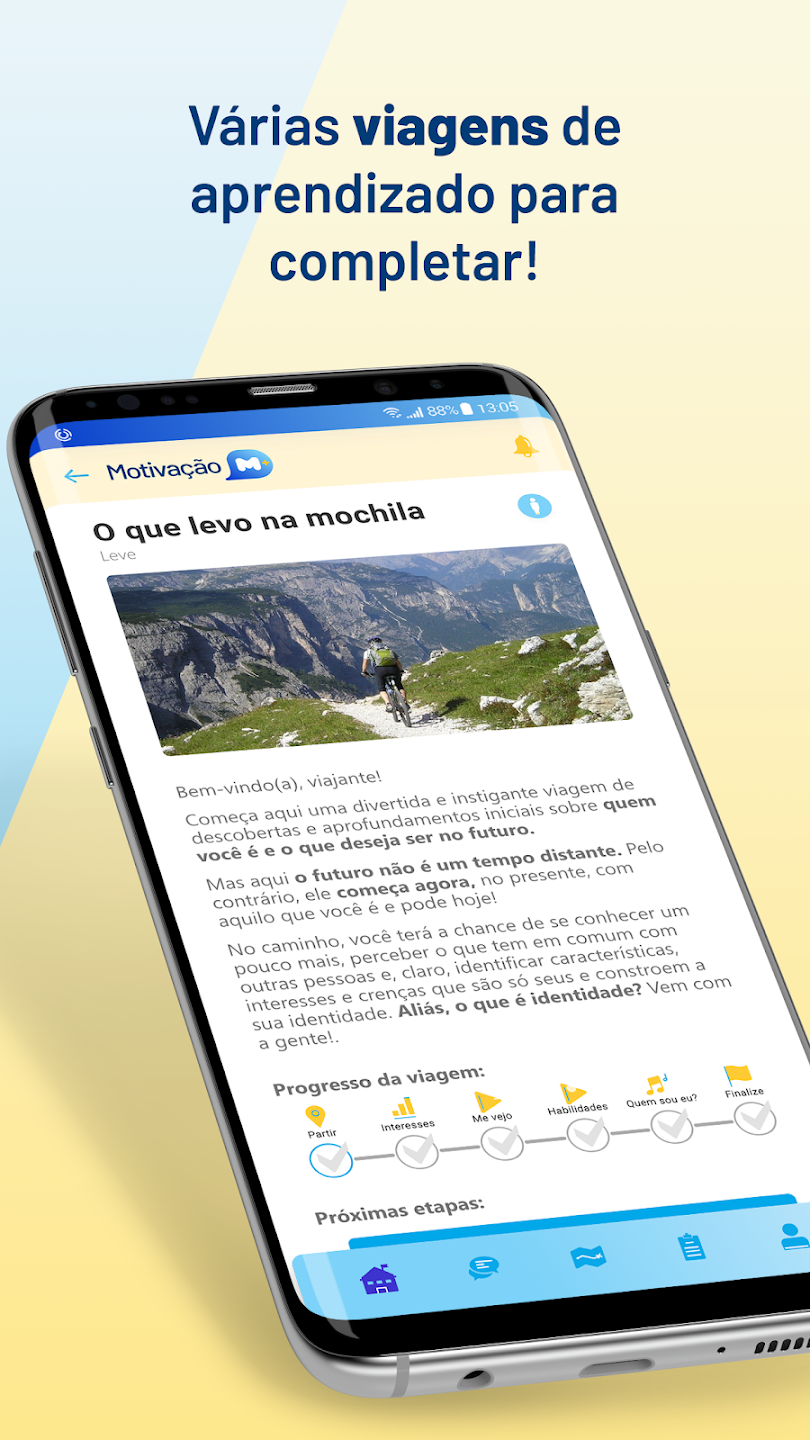 Várias viagens de
aprendizado para
completar!
88% 13:05
Motivação M+
O que levo na mochila
Leve
Bem-vindo(a), viajante!
Começa aqui uma divertida e instigante viagem de
descobertas e aprofundamentos iniciais sobre quem
você é e o que deseja ser no futuro.
Mas aqui o futuro não é um tempo distante. Pelo
contrário, ele começa agora, no presente, com
aquilo que você é e pode hoje!
No caminho, você terá a chance de se conhecer um
pouco mais, perceber o que tem em comum com
outras pessoas e, claro, identificar características,
interesses e crenças que são só seus e constroem a
sua identidade. Aliás, o que é identidade? Vem com
a gente!.
Progresso da viagem:
Partir Interesses Me vejo Habilidades Quem sou eu? Finalize
Próximas etapas: